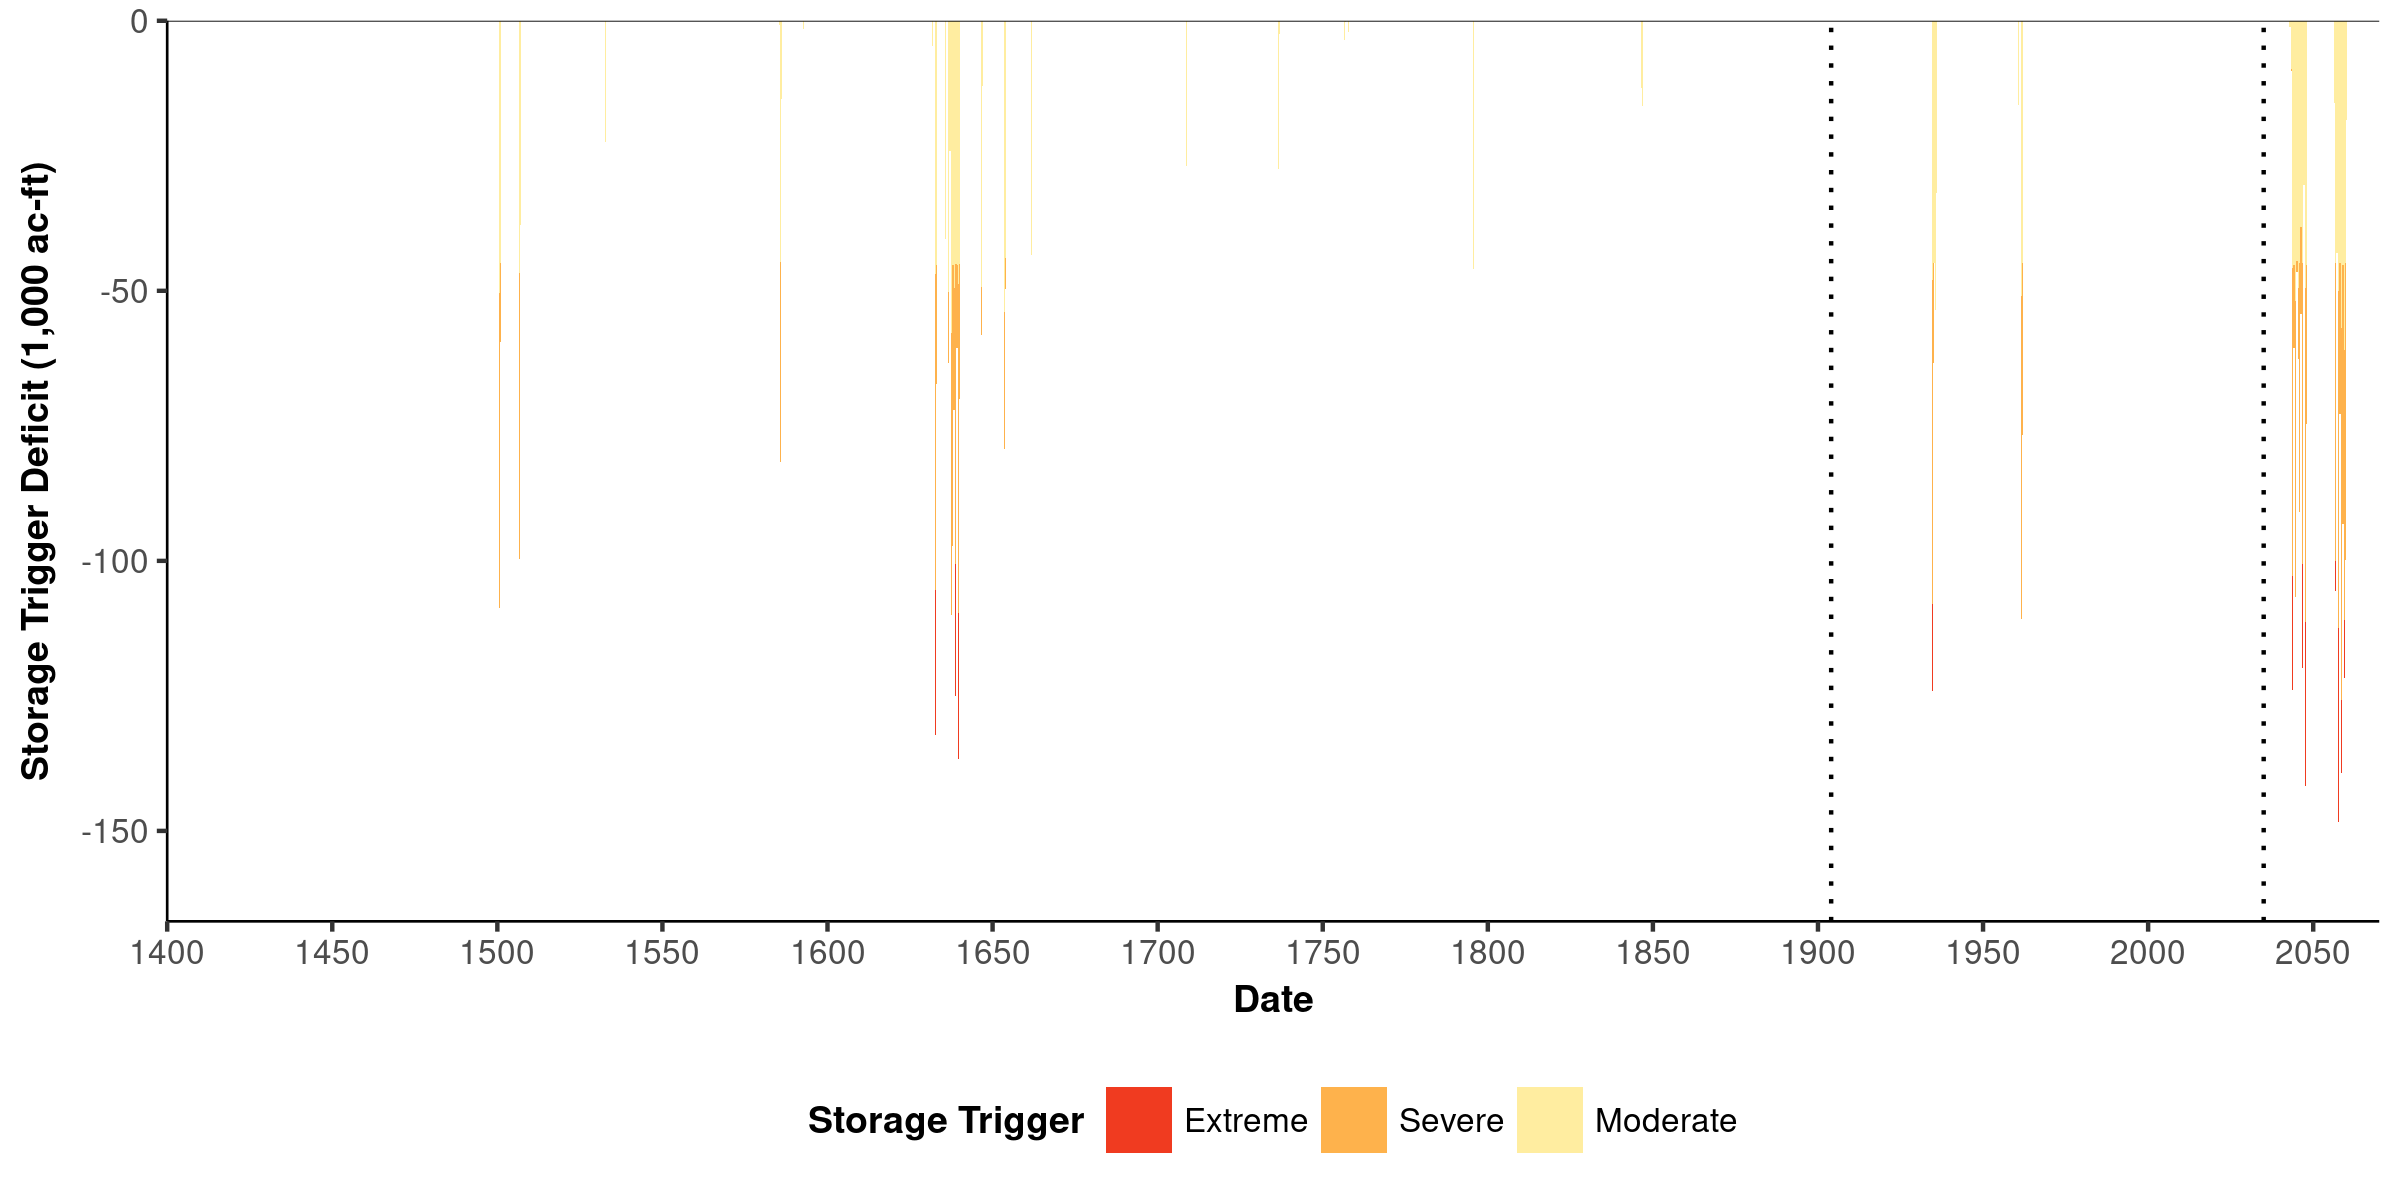 Storage Trigger Deficit (1,000 ac-ft)
0
-50
-100
-150
1400 1450 1500 1550 1600 1650 1700 1750 1800 1850 1900 1950 2000 2050
Date
Storage Trigger Extreme Severe Moderate